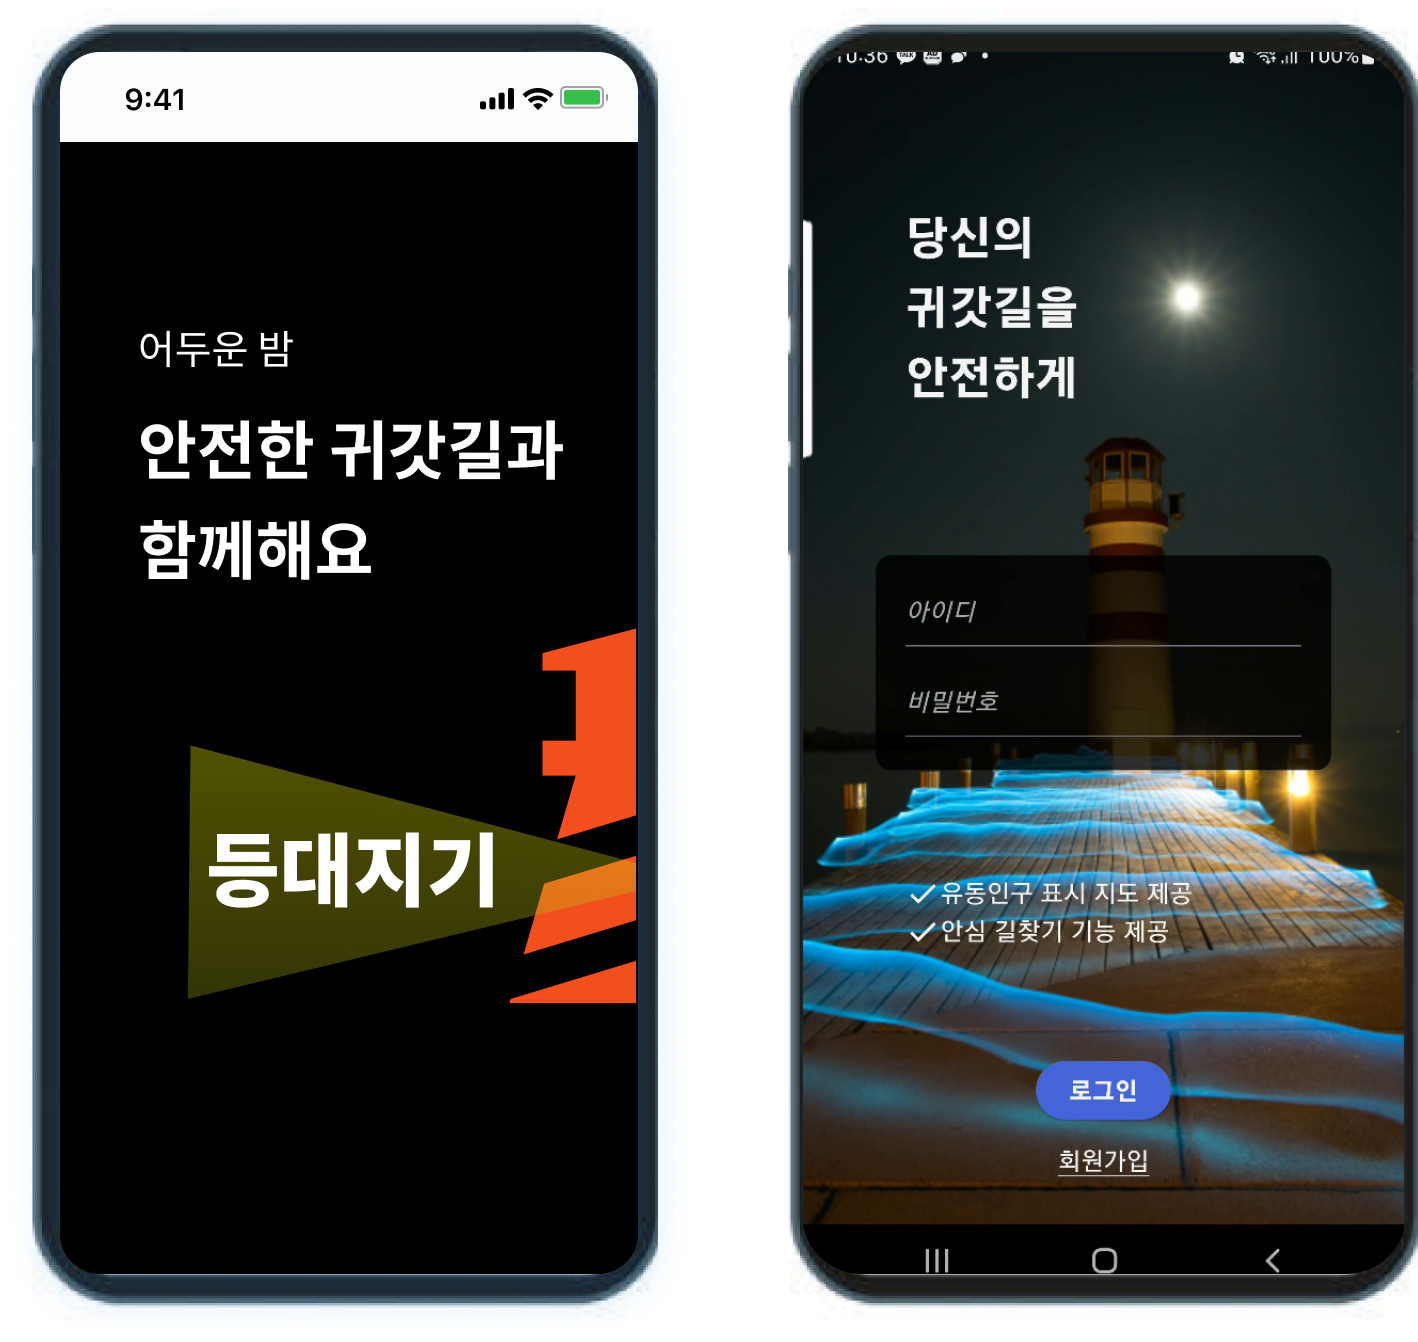 9:41
어두운 밤
안전한 귀갓길과
함께해요
등대지기
10:36
100%
당신의
귀갓길을
안전하게
아이디
비밀번호
유동인구 표시 지도 제공
안심 길찾기 기능 제공
로그인
회원가입